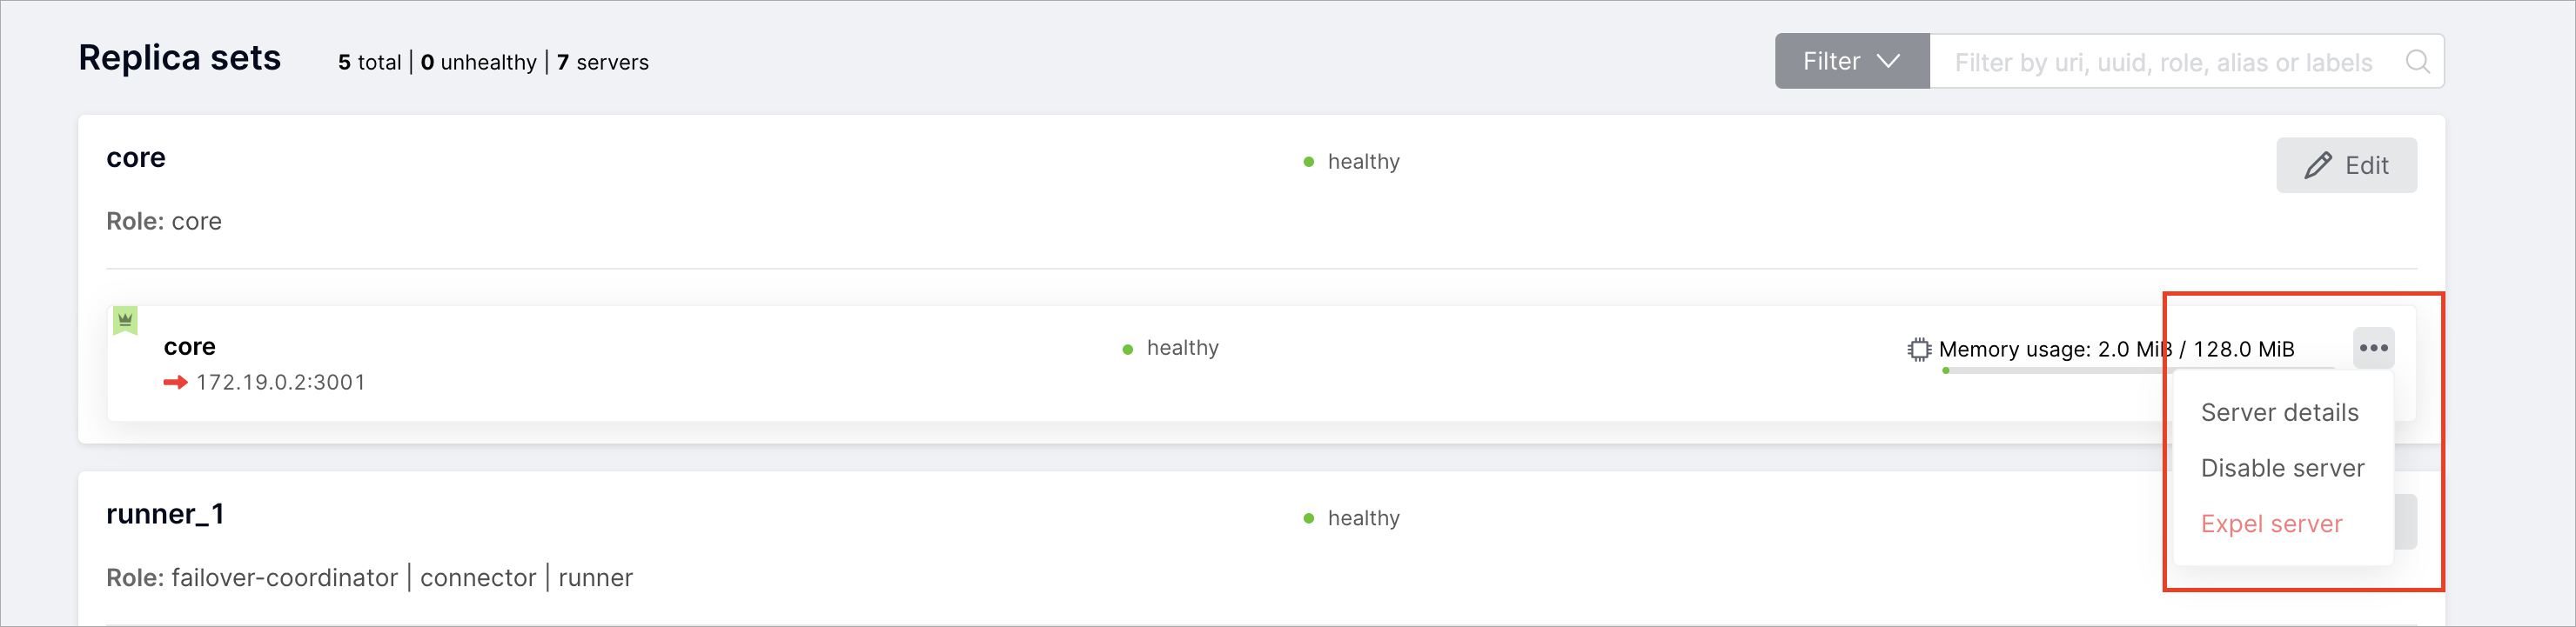 Replica sets
5 total | 0 unhealthy | 7 servers
Filter
Filter by uri, uuid, role, alias or labels
core
healthy
Edit
Role: core
core
healthy
Memory usage: 2.0 MiB / 128.0 MiB
172.19.0.2:3001
Server details
Disable server
Expel server
runner_1
healthy
Role: failover-coordinator | connector | runner